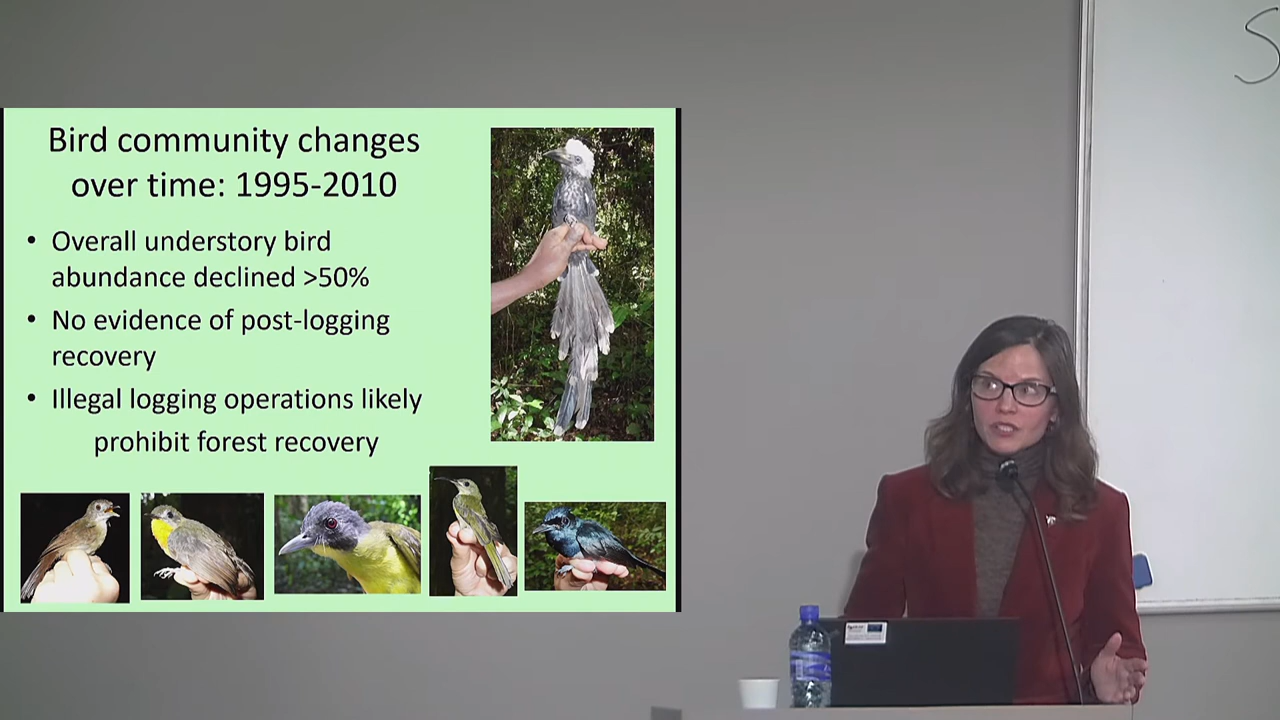 Bird community changes
over time: 1995-2010
• Overall understory bird
abundance declined >50%
• No evidence of post-logging
recovery
• Illegal logging operations likely
prohibit forest recovery
S